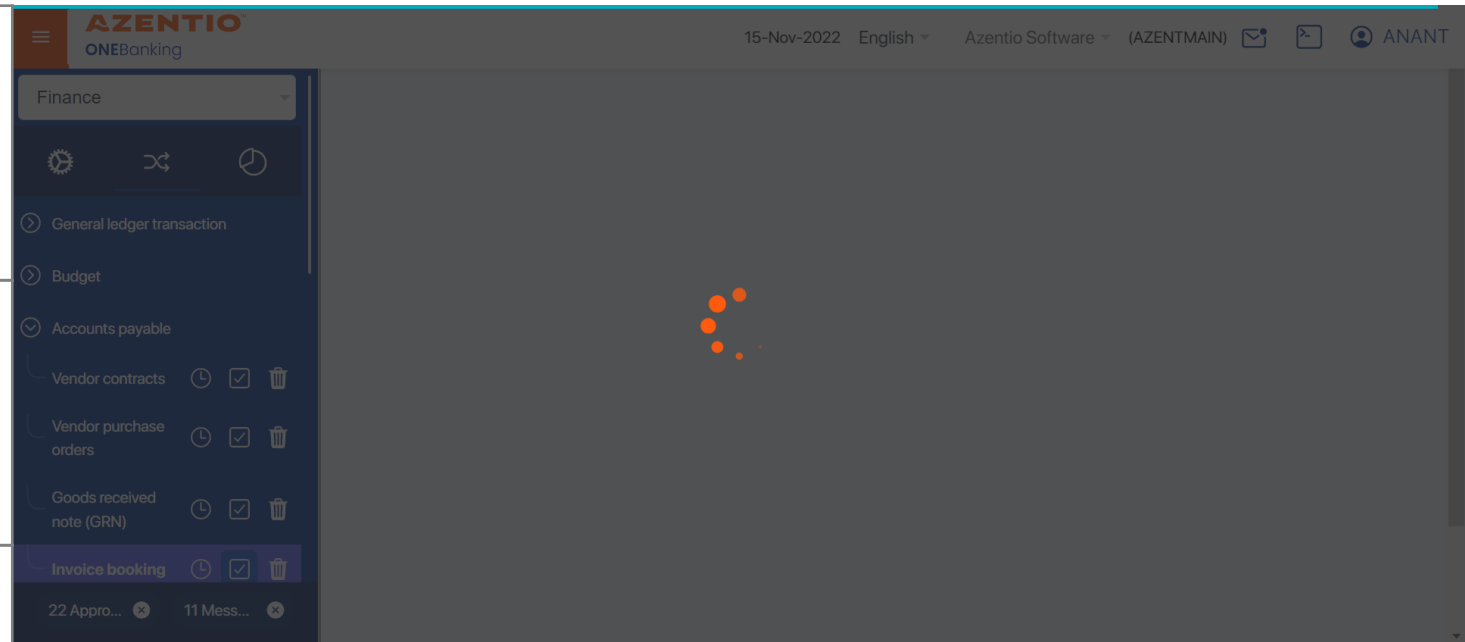 AZENTIO
ONEBanking
15-Nov-2022 English Azentio Software (AZENTMAIN) ANANT
Finance
General ledger transaction
Budget
Accounts payable
Vendor contracts
Vendor purchase
orders
Goods received
note (GRN)
Invoice booking
22 Appro... 11 Mess...